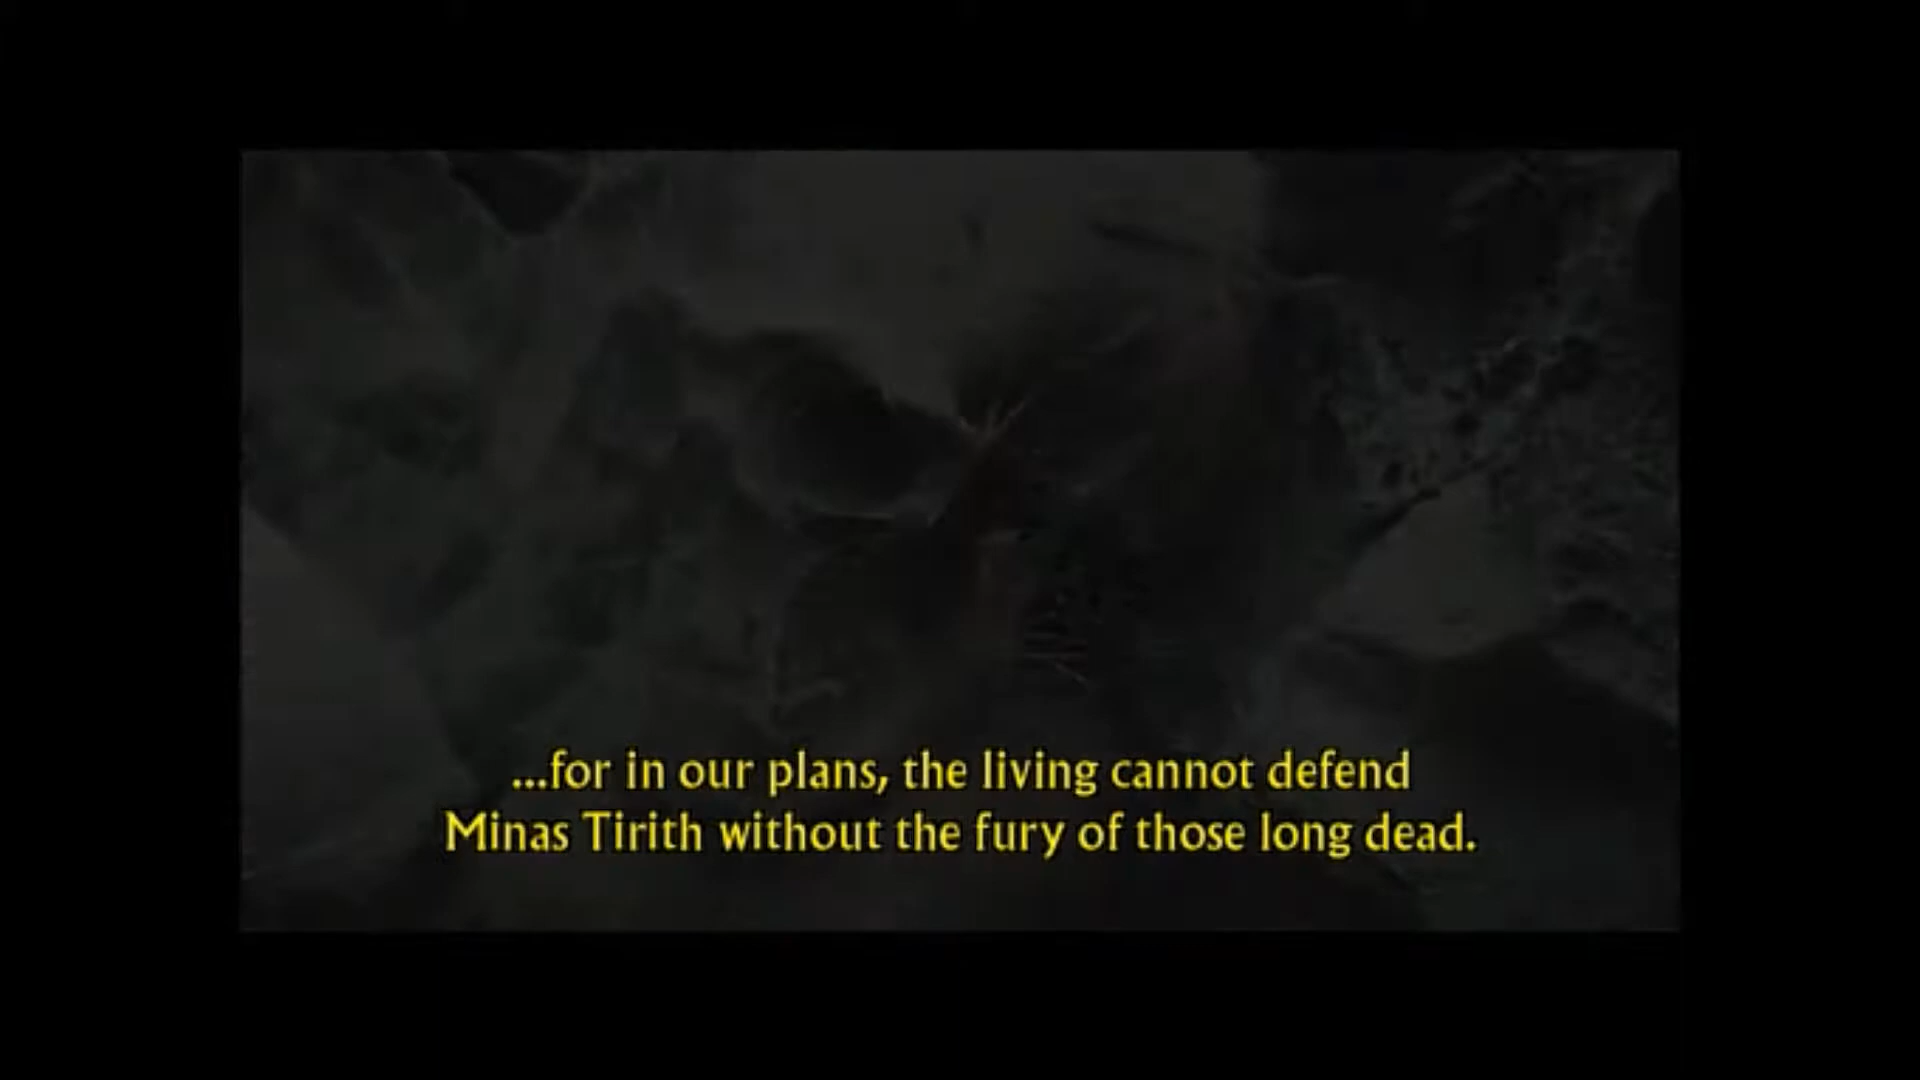 ...for in our plans, the living cannot defend
Minas Tirith without the fury of those long dead.